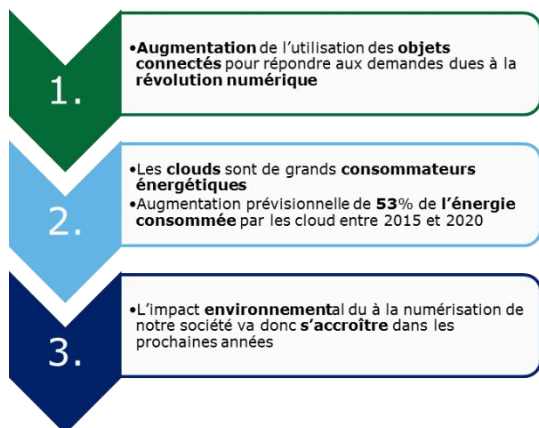 1.
•Augmentation de l'utilisation des objets
connectés pour répondre aux demandes dues à la
révolution numérique
2.
•Les clouds sont de grands consommateurs
énergétiques
•Augmentation prévisionnelle de 53% de l'énergie
consommée par les cloud entre 2015 et 2020
3.
•L'impact environnemental du à la numérisation de
notre société va donc s'accroître dans les
prochaines années